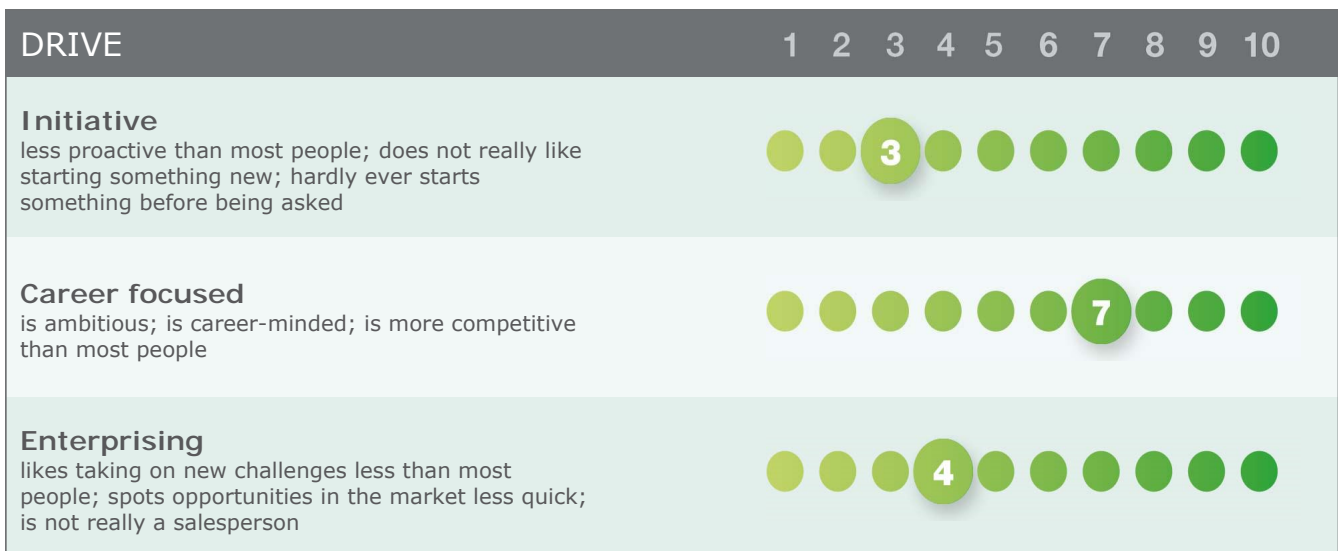 DRIVE 1 2 3 4 5 6 7 8 9 10
Initiative
less proactive than most people; does not really like
starting something new; hardly ever starts
something before being asked
3
Career focused
is ambitious; is career-minded; is more competitive
than most people
7
Enterprising
likes taking on new challenges less than most
people; spots opportunities in the market less quick;
is not really a salesperson
4